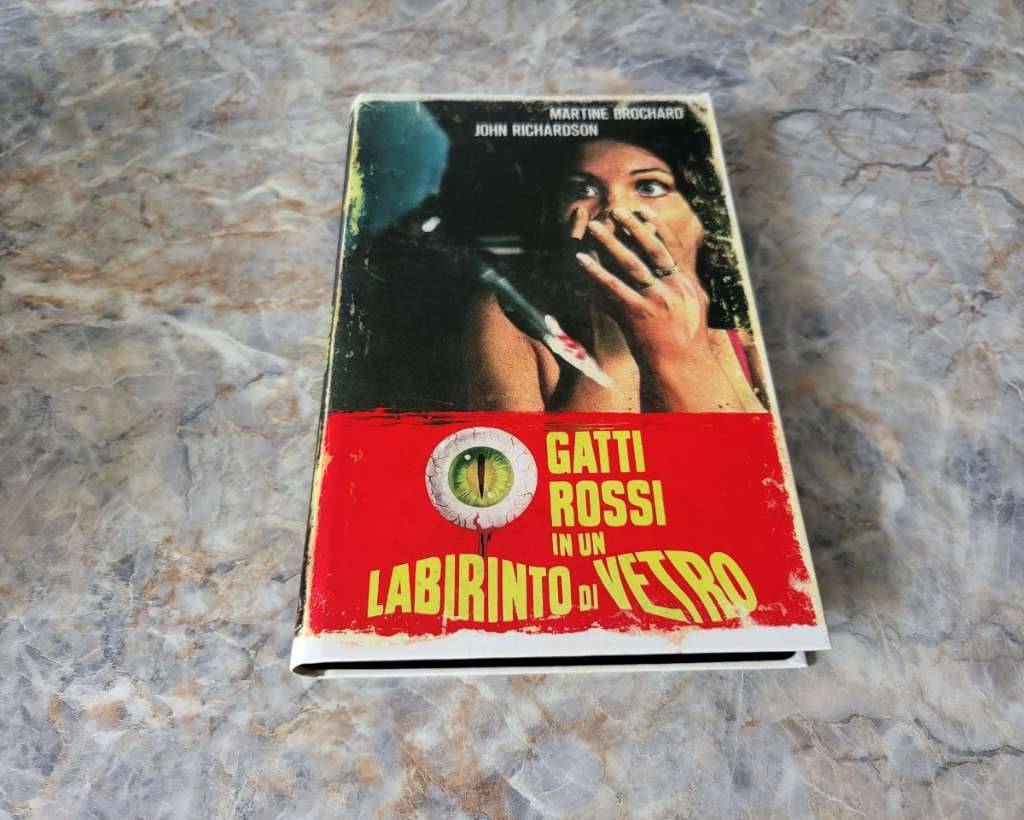 MARTINE BROCHARD
JOHN RICHARDSON
GATTI
ROSSI
IN UN
LABIRINTO DI VETRO